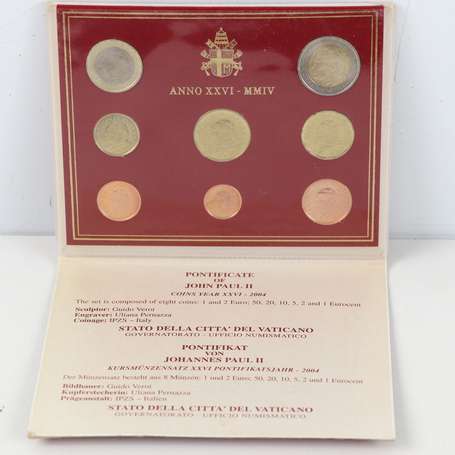 ANNO XXVI - MMIV
PONTIFICATE
OF
JOHN PAUL II
COINS YEAR XXVI - 2004
The set is composed of eight coins: 1 and 2 Euro; 50, 20, 10, 5, 2 and 1 Eurocent
Sculptor: Guido Veroi
Engraver: Uliana Pernazza
Coinage: IPZS - Italy
STATO DELLA CITTA' DEL VATICANO
GOVERNATORATO - UFFICIO NUMISMATICO
PONTIFIKAT
VON
JOHANNES PAUL II
KURSMÜNZENSATZ XXVI PONTIFIKATSJAHR - 2004
Der Münzensatz besteht aus 8 Münzen: 1 und 2 Euro; 50, 20, 10, 5, 2 und 1 Eurocent
Bildhauer: Guido Veroi
Kupferstecherin: Uliana Pernazza
Prägeanstalt: IPZS - Italien
STATO DELLA CITTA' DEL VATICANO
GOVERNATORATO - UFFICIO NUMISMATICO